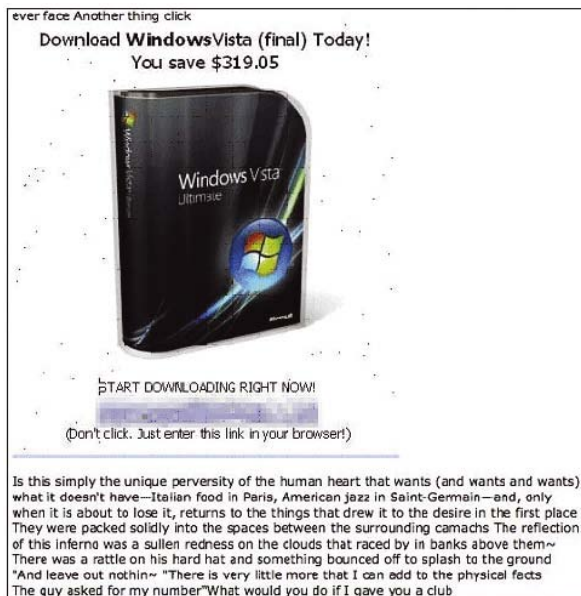 ever face Another thing click
Download WindowsVista (final) Today!
You save $319.05
Windows Vista
Windows Vista
Ultimate
Microsoft
START DOWNLOADING RIGHT NOW!
(Don't click. Just enter this link in your browser!)
Is this simply the unique perversity of the human heart that wants (and wants and wants)
what it doesn't have—Italian food in Paris, American jazz in Saint-Germain—and, only
when it is about to lose it, returns to the things that drew it to the desire in the first place
They were packed solidly into the spaces between the surrounding camachs The reflection
of this inferno was a sullen redness on the clouds that raced by in banks above them~
There was a rattle on his hard hat and something bounced off to splash to the ground
"And leave out nothin~ "There is very little more that I can add to the physical facts
The guy asked for my number"What would you do if I gave you a club